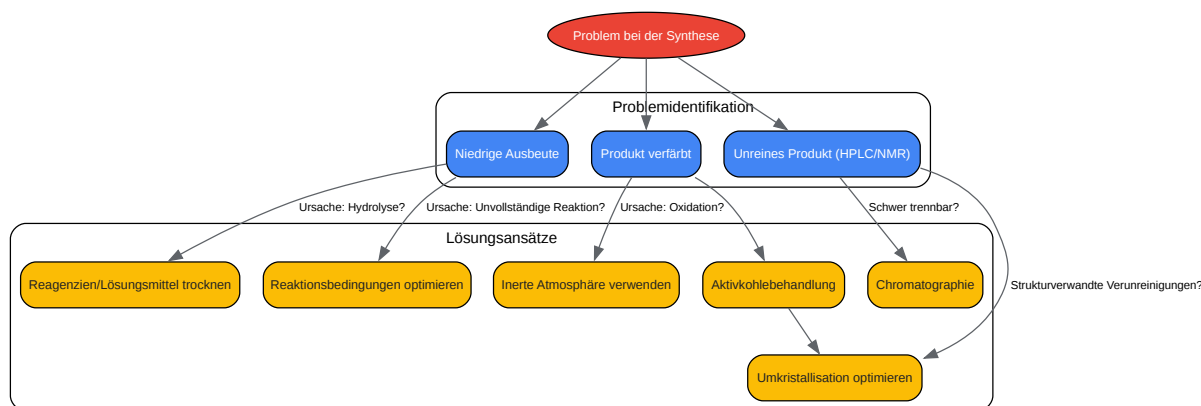 Problem bei der Synthese
Problemidentifikation
Niedrige Ausbeute
Produkt verfärbt
Unreines Produkt (HPLC/NMR)
Ursache: Hydrolyse?
Ursache: Unvollständige Reaktion?
Ursache: Oxidation?
Schwer trennbar?
Lösungsansätze
Reagenzien/Lösungsmittel trocknen
Reaktionsbedingungen optimieren
Inerte Atmosphäre verwenden
Aktivkohlebehandlung
Chromatographie
Strukturverwandte Verunreinigungen?
Umkristallisation optimieren